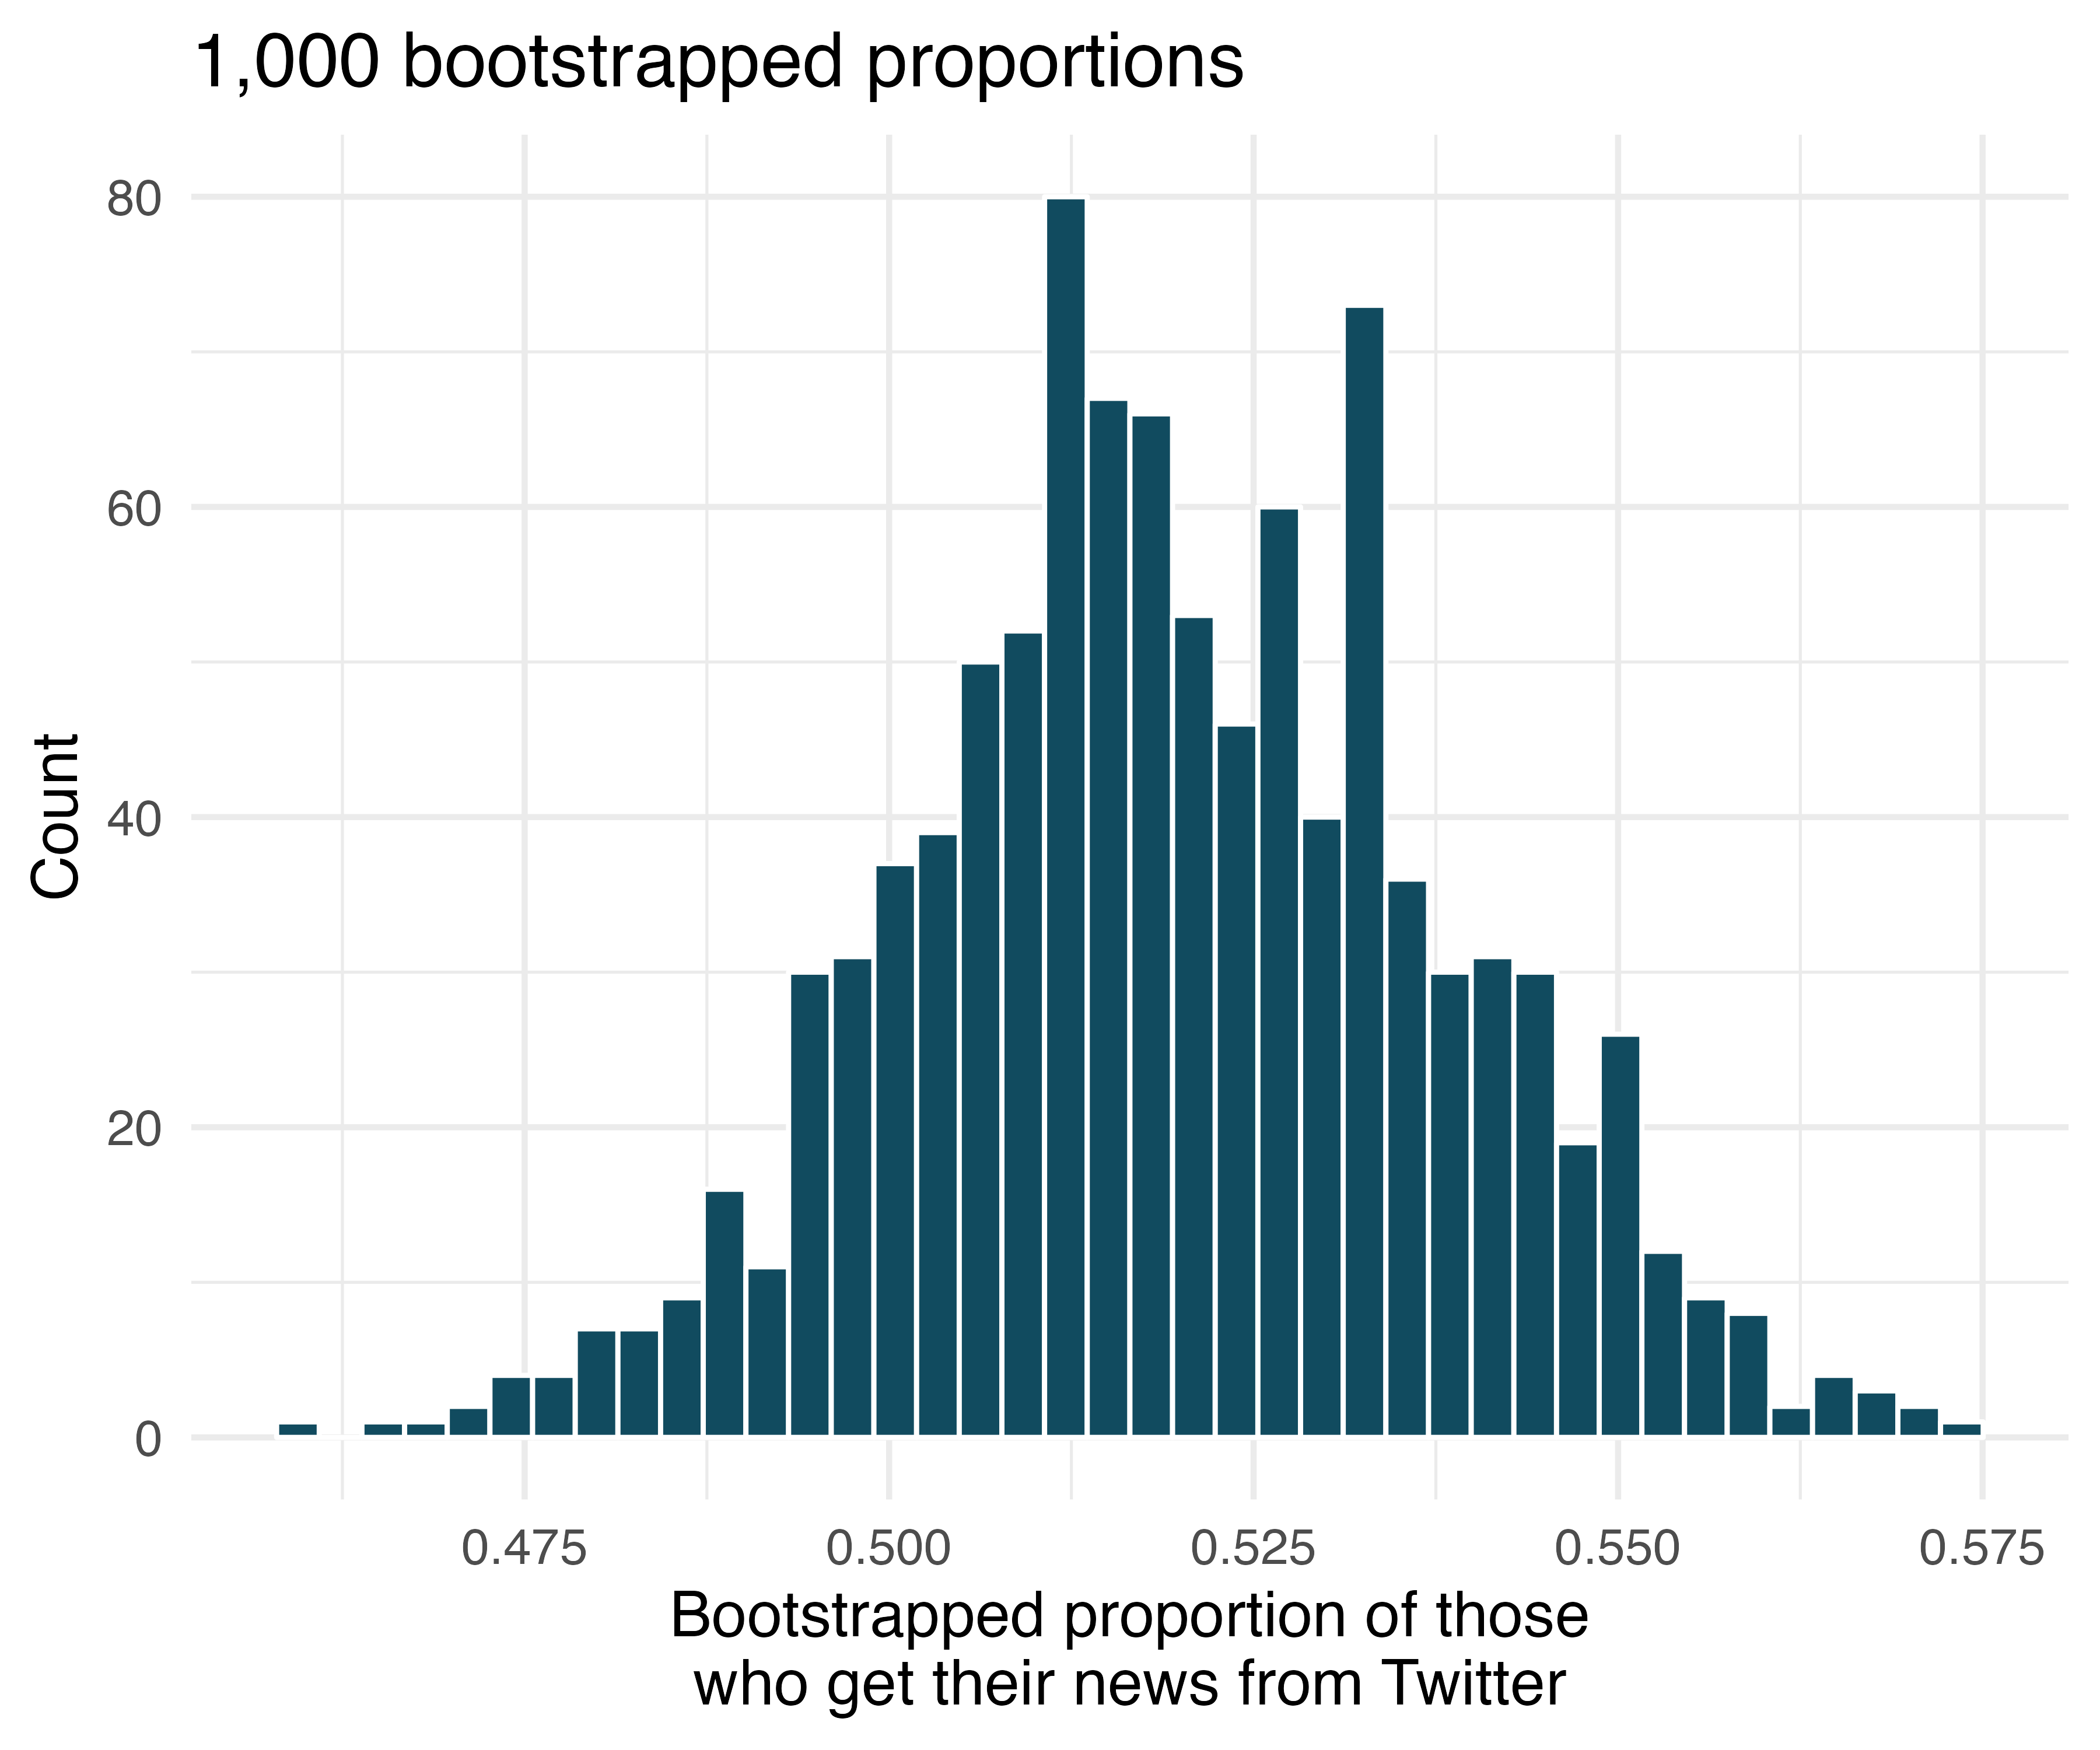 1,000 bootstrapped proportions
80
60
40
20
0
Count
0.475 0.500 0.525 0.550 0.575
Bootstrapped proportion of those
who get their news from Twitter